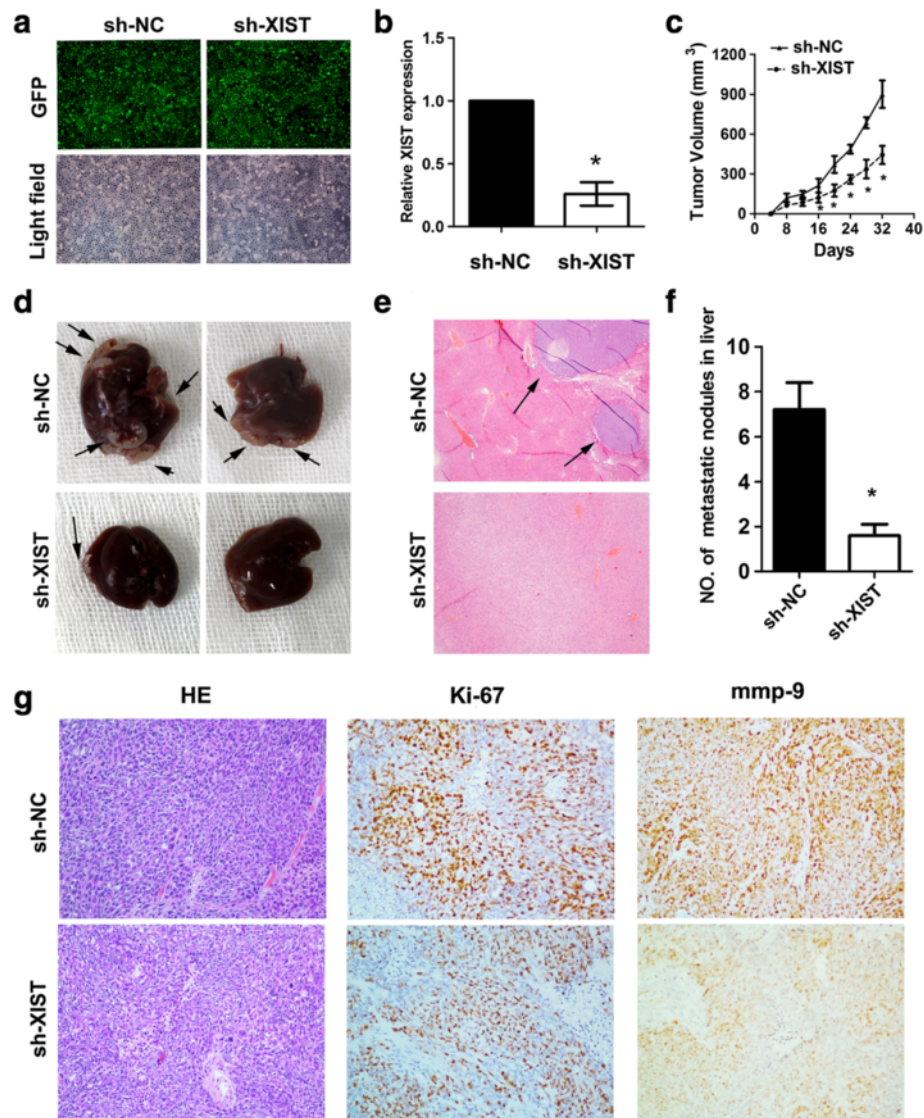 a
sh-NC
sh-XIST
GFP
Light field
b
Relative XIST expression
1.5
1.0
0.5
0.0
*
sh-NC
sh-XIST
c
Tumor Volume (mm 3)
sh-NC
sh-XIST
1200
900
600
300
0
* * * * *
0 8 16 24 32 40
Days
d
sh-NC
sh-XIST
e
sh-NC
sh-XIST
f
NO. of metastatic nodules in liver
10
8
6
4
2
0
*
sh-NC
sh-XIST
g
HE
Ki-67
mmp-9
sh-NC
sh-XIST